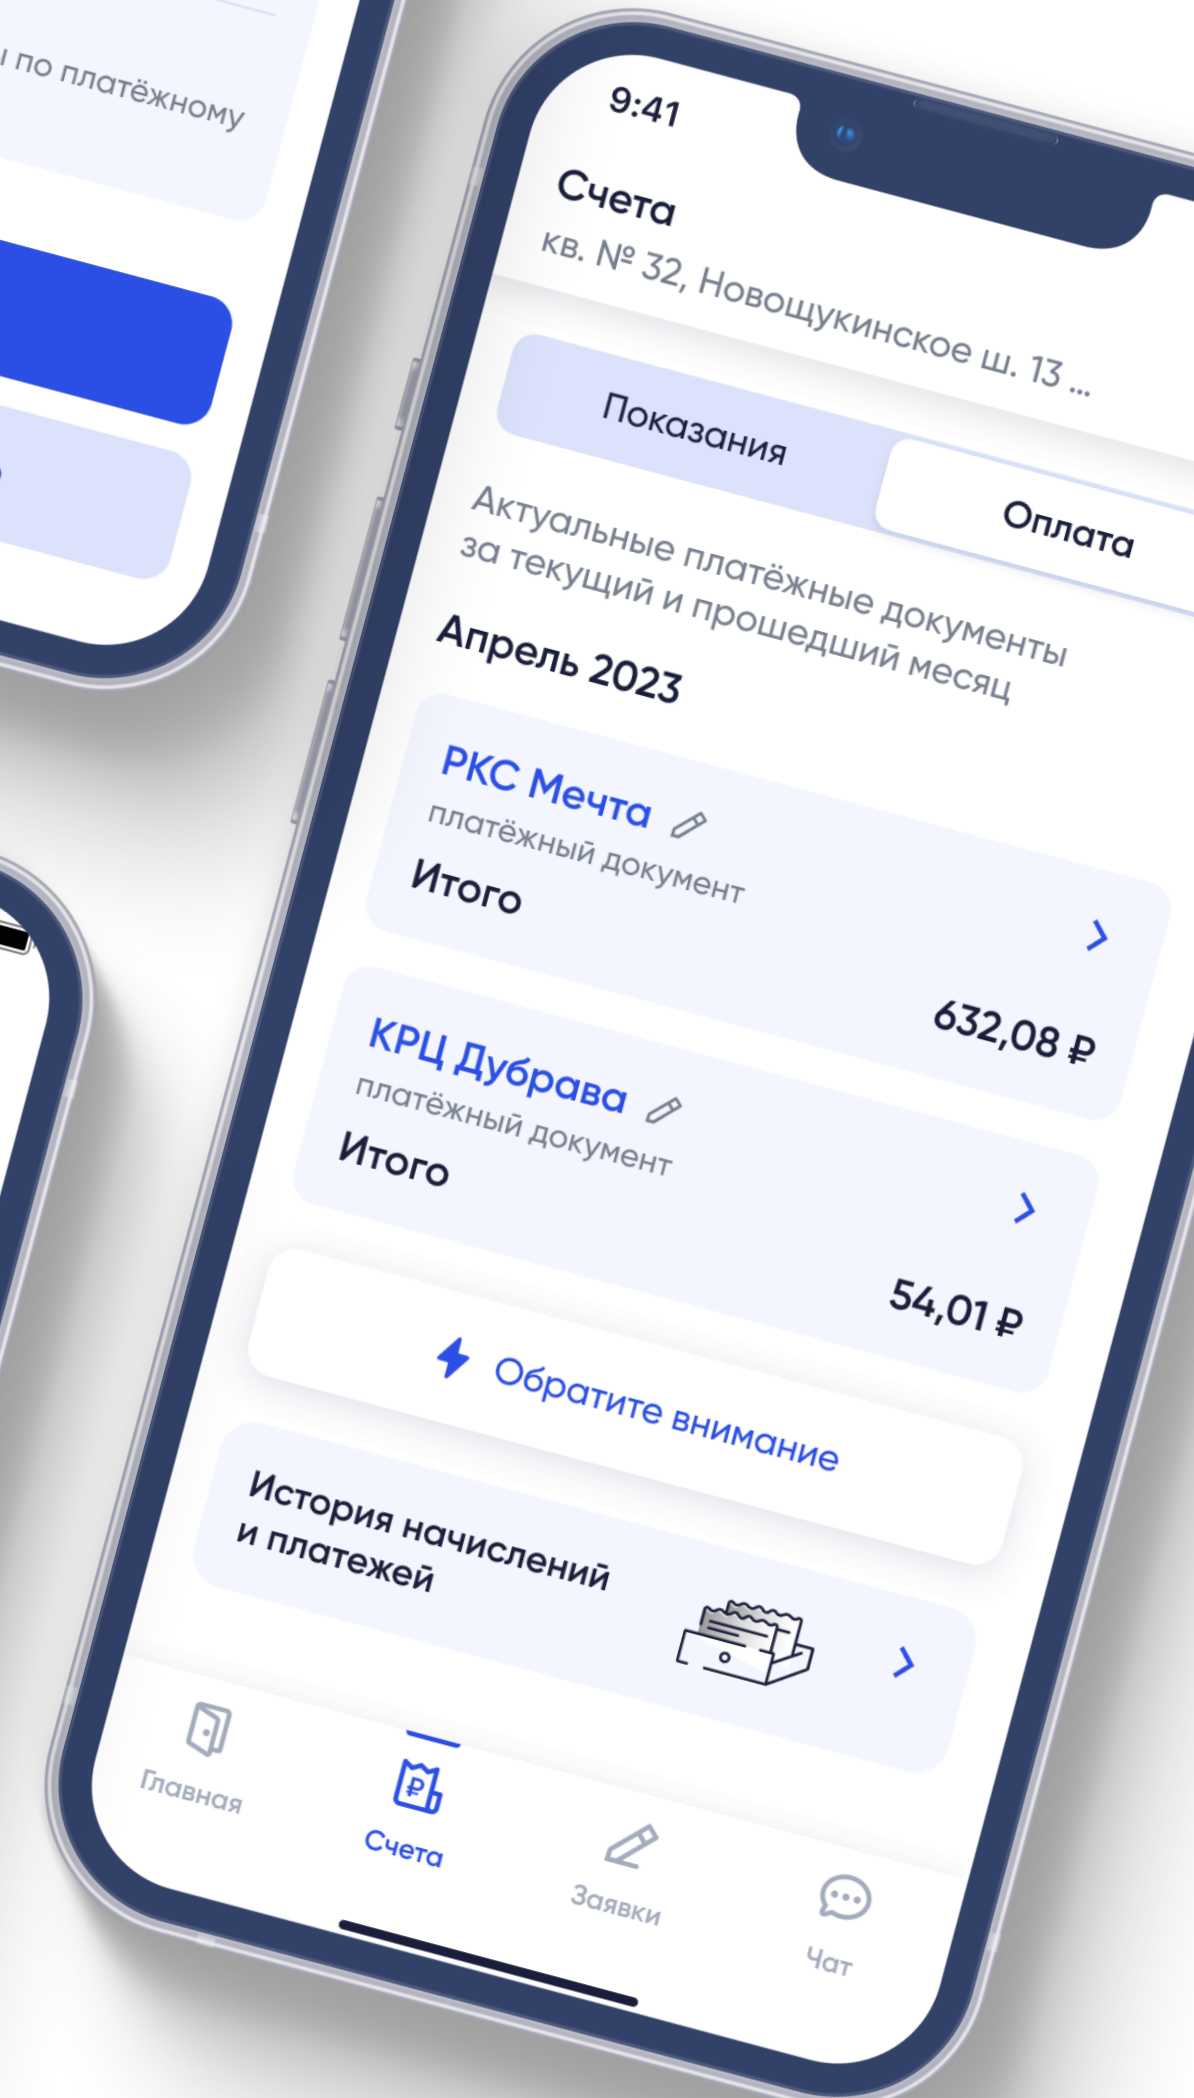 по платёжному
9:41
Счета
кв. № 32, Новощукинское ш. 13 ...
Показания
Оплата
Актуальные платёжные документы
за текущий и прошедший месяц
Апрель 2023
РКС Мечта
платёжный документ
Итого
632,08 ₽
КРЦ Дубрава
платёжный документ
Итого
54,01 ₽
Обратите внимание
История начислений
и платежей
Главная
₽
Счета
Заявки
Чат